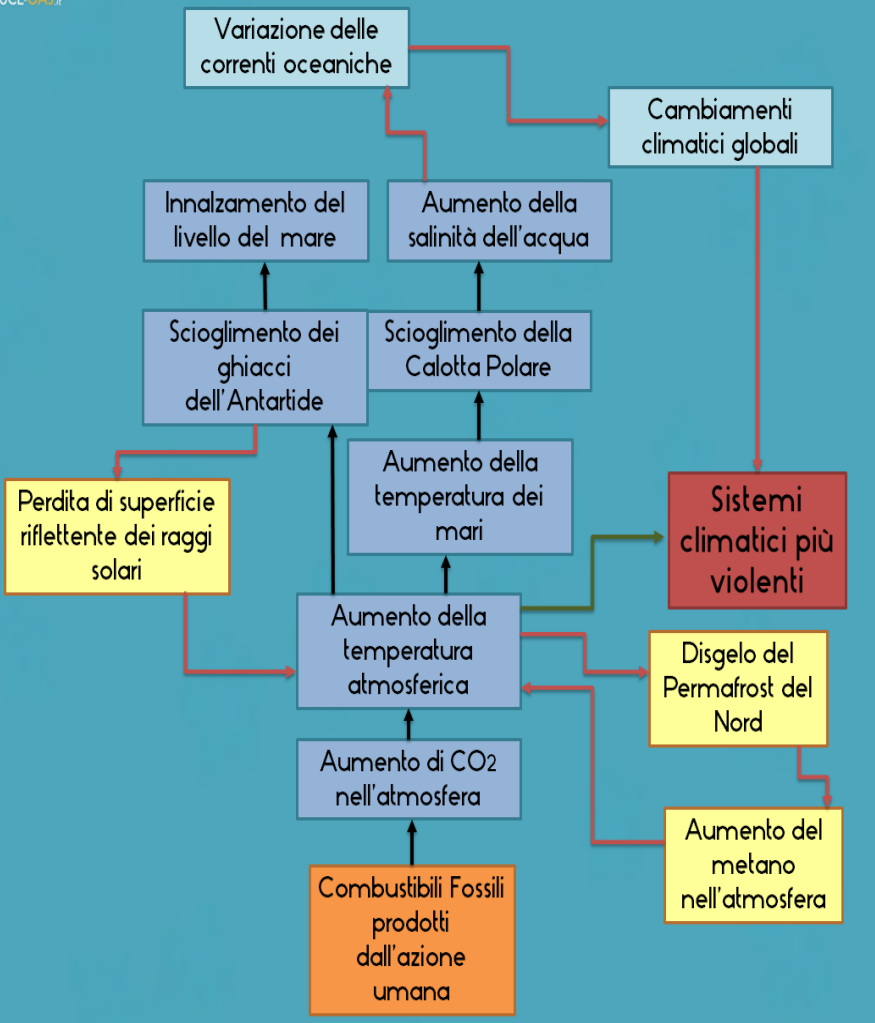 Variazione delle
correnti oceaniche
Cambiamenti
climatici globali
Innalzamento del
livello del mare
Aumento della
salinità dell'acqua
Scioglimento dei
ghiacci
dell'Antartide
Scioglimento della
Calotta Polare
Aumento della
temperatura dei
mari
Perdita di superficie
riflettente dei raggi
solari
Sistemi
climatici più
violenti
Aumento della
temperatura
atmosferica
Disgelo del
Permafrost del
Nord
Aumento di CO2
nell'atmosfera
Aumento del
metano
nell'atmosfera
Combustibili Fossili
prodotti
dall'azione
umana